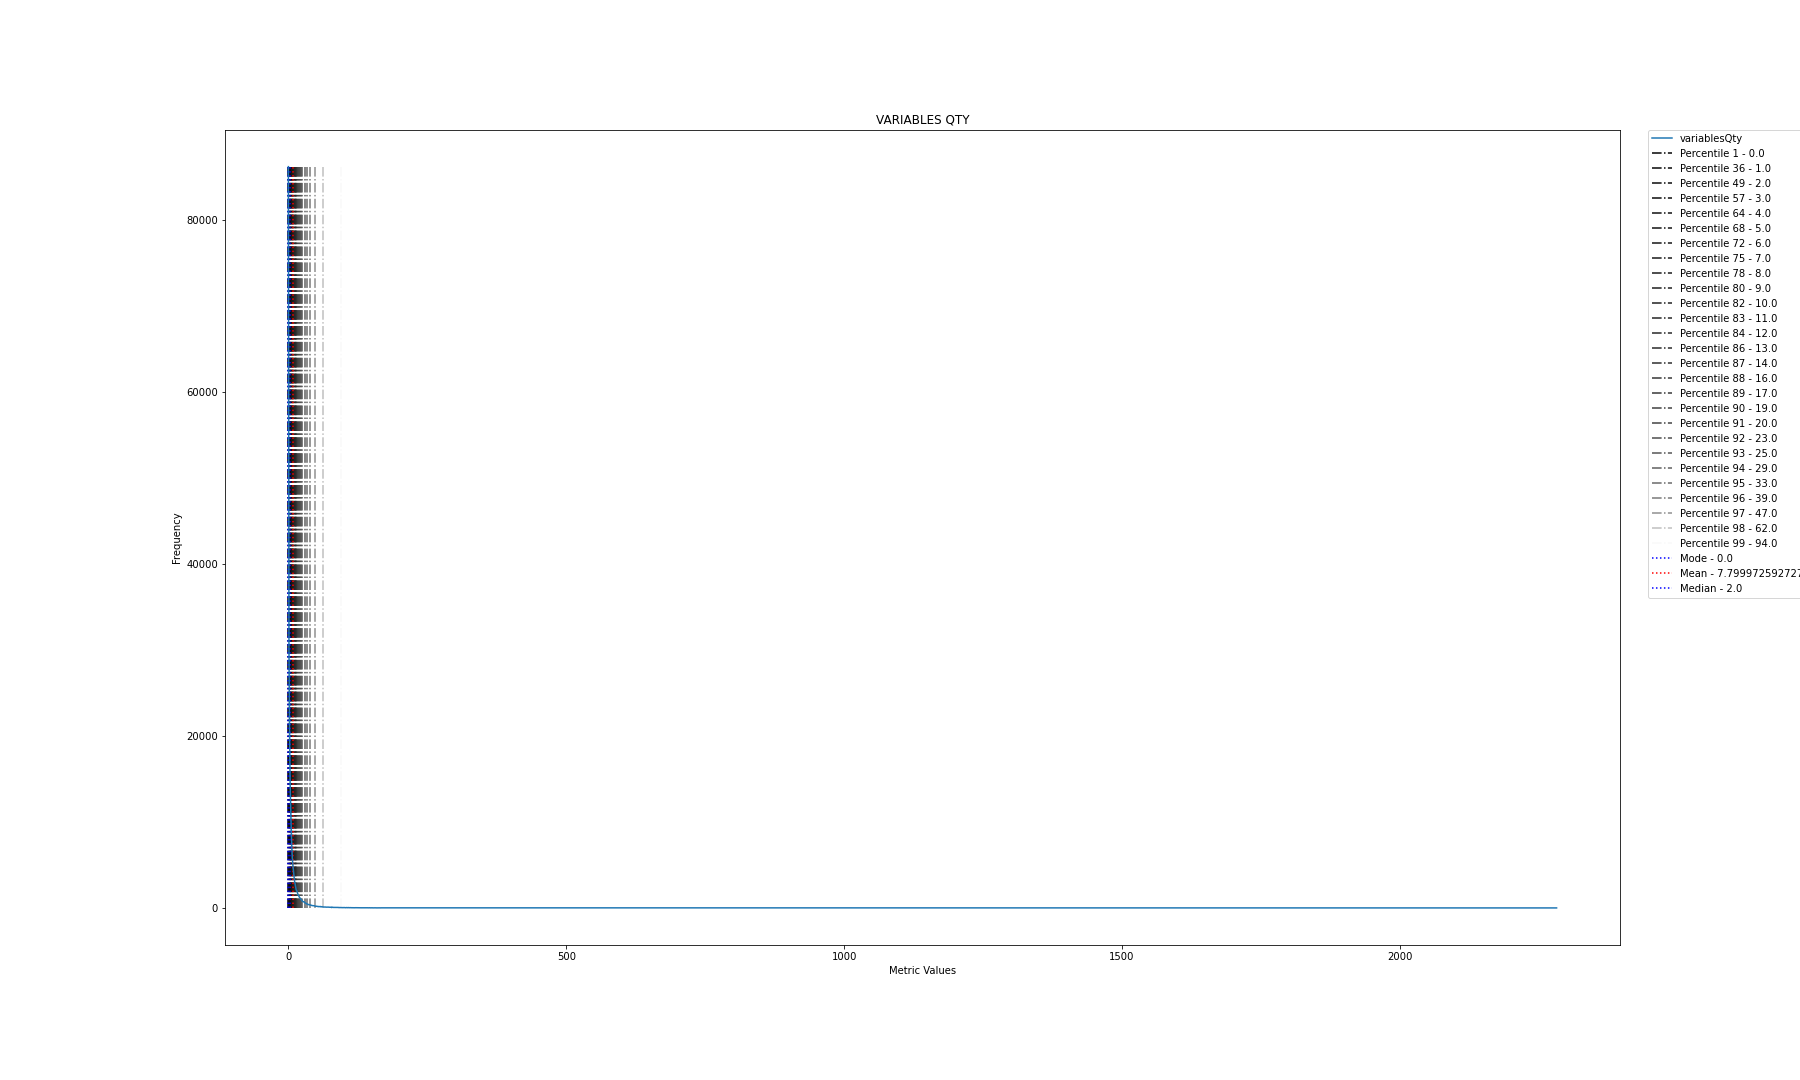 VARIABLES QTY
80000
60000
40000
20000
0
Frequency
0
500
1000
1500
2000
Metric Values
variablesQty
Percentile 1 - 0.0
Percentile 36 - 1.0
Percentile 49 - 2.0
Percentile 57 - 3.0
Percentile 64 - 4.0
Percentile 68 - 5.0
Percentile 72 - 6.0
Percentile 75 - 7.0
Percentile 78 - 8.0
Percentile 80 - 9.0
Percentile 82 - 10.0
Percentile 83 - 11.0
Percentile 84 - 12.0
Percentile 86 - 13.0
Percentile 87 - 14.0
Percentile 88 - 16.0
Percentile 89 - 17.0
Percentile 90 - 19.0
Percentile 91 - 20.0
Percentile 92 - 23.0
Percentile 93 - 25.0
Percentile 94 - 29.0
Percentile 95 - 33.0
Percentile 96 - 39.0
Percentile 97 - 47.0
Percentile 98 - 62.0
Percentile 99 - 94.0
Mode - 0.0
Mean - 7.799972592727
Median - 2.0